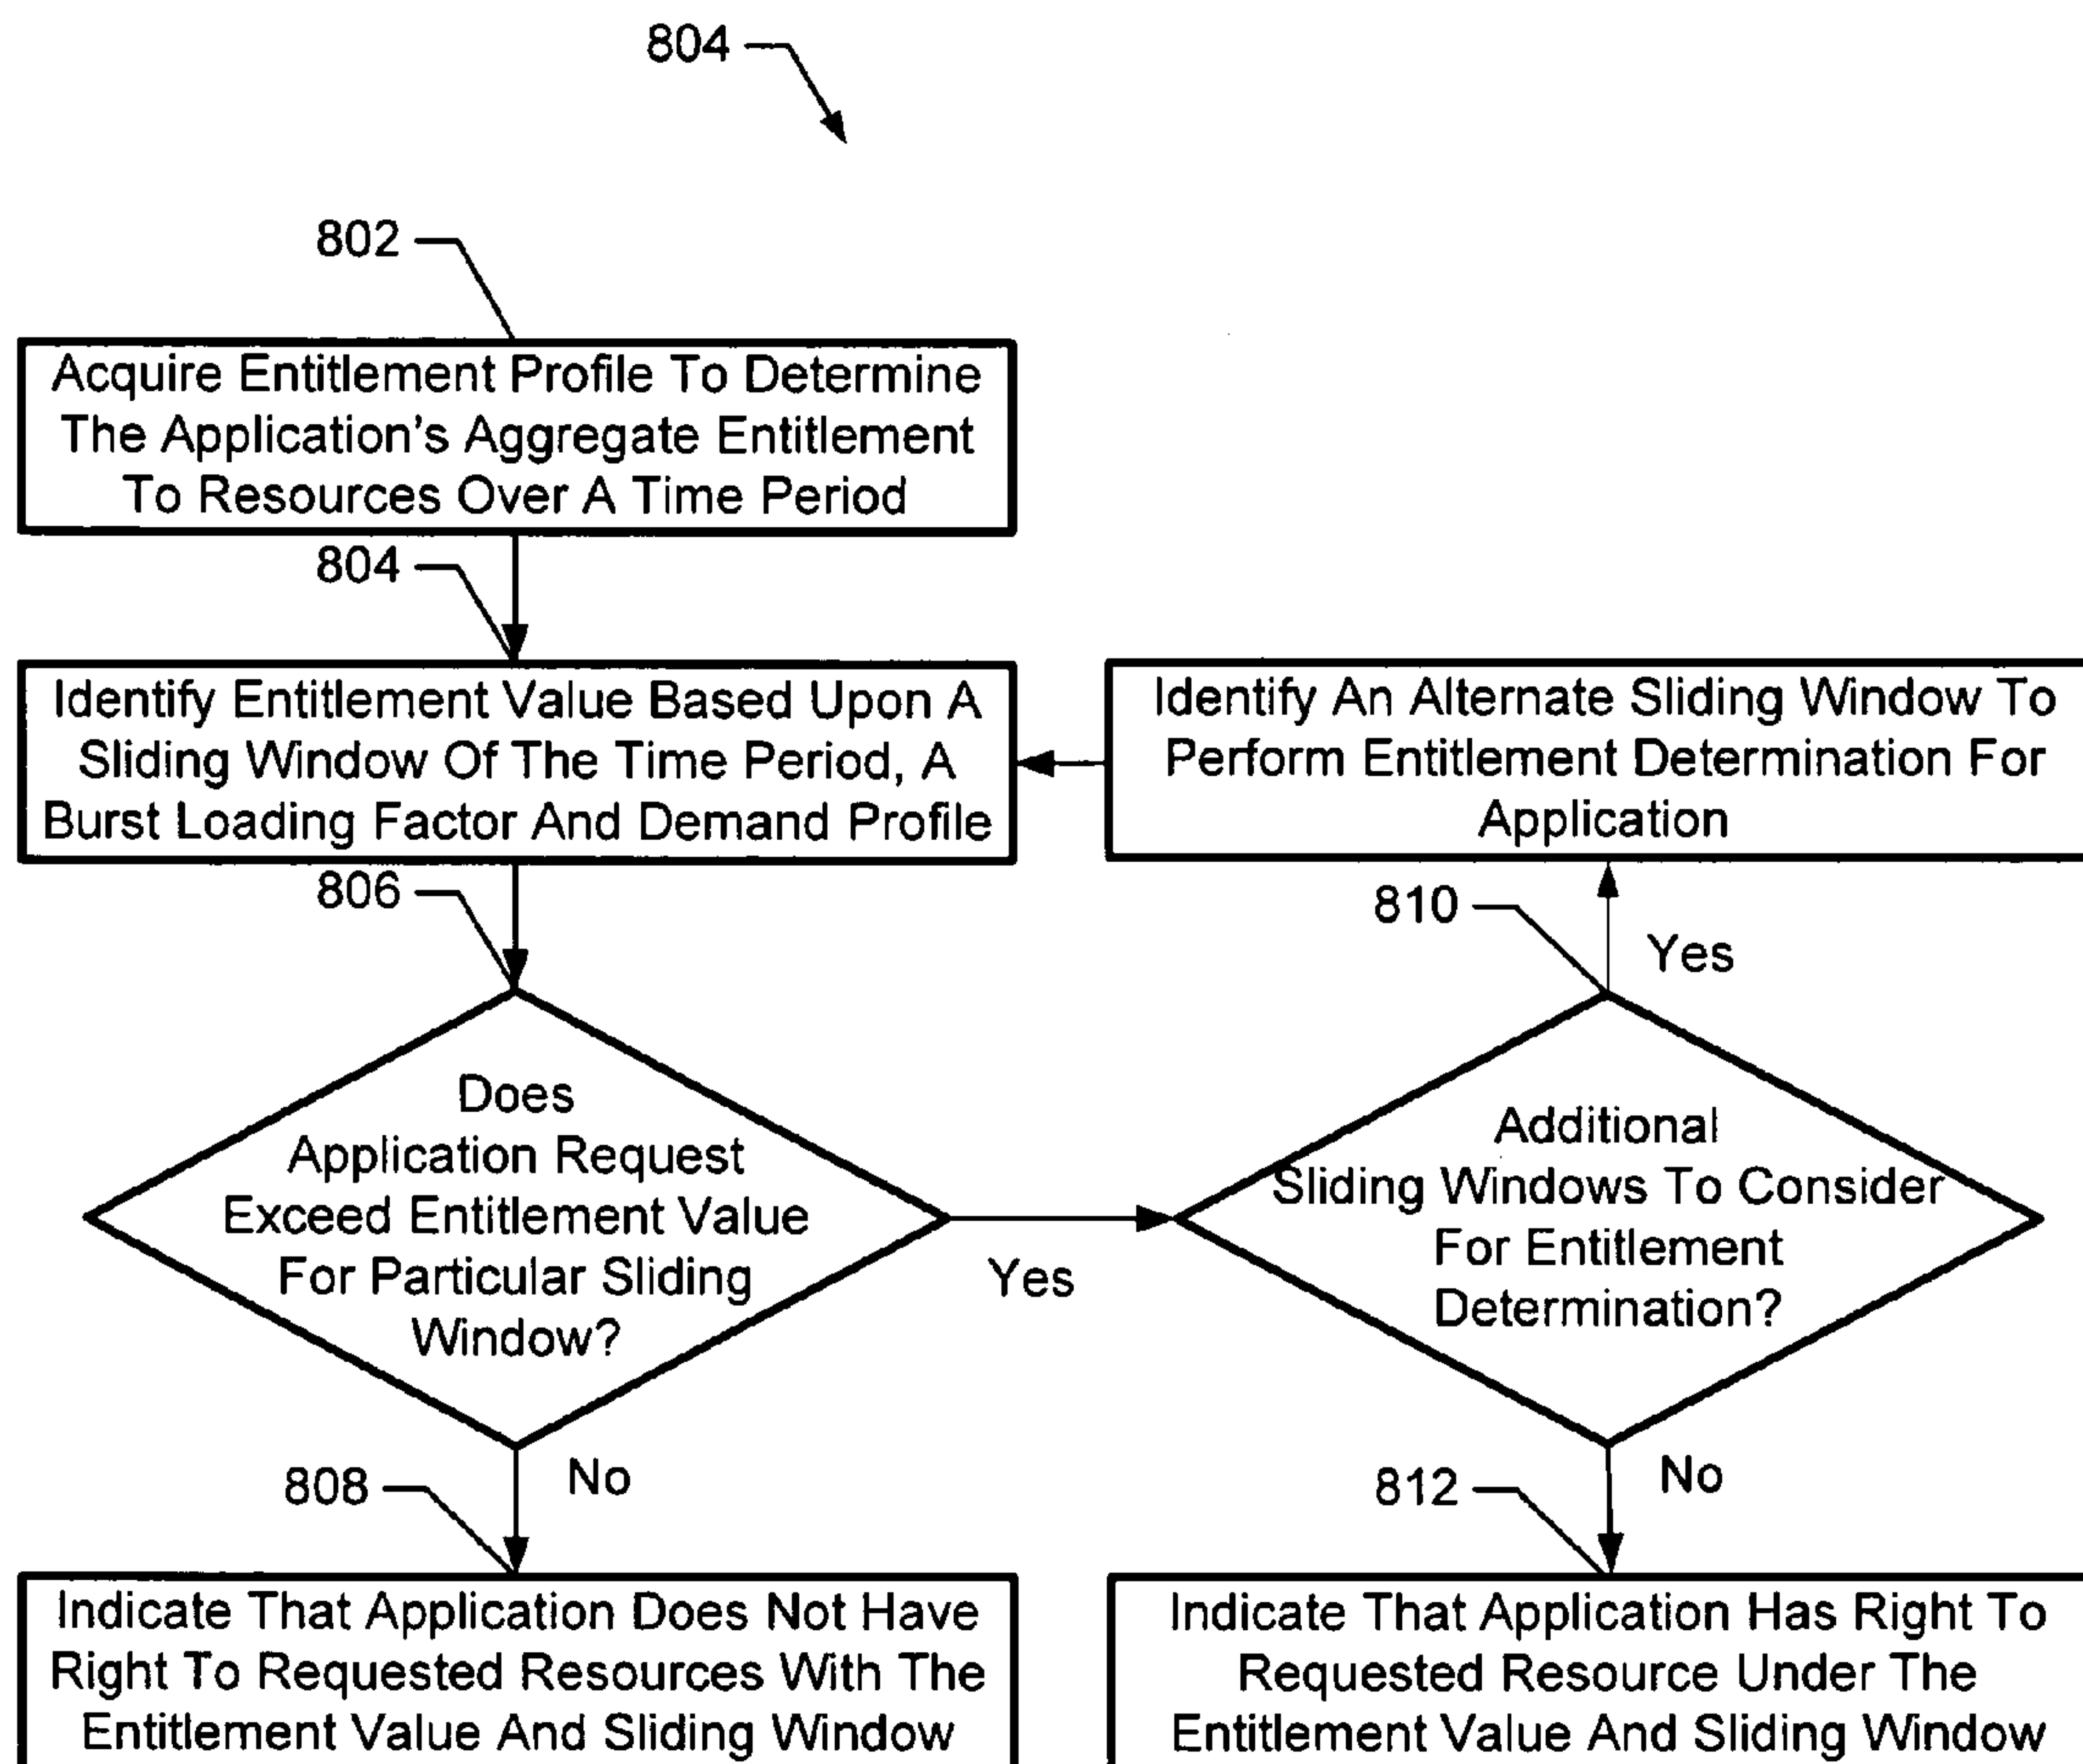 804
802
Acquire Entitlement Profile To Determine
The Application's Aggregate Entitlement
To Resources Over A Time Period
804
Identify Entitlement Value Based Upon A
Sliding Window Of The Time Period, A
Burst Loading Factor And Demand Profile
Identify An Alternate Sliding Window To
Perform Entitlement Determination For
Application
806
810
Yes
Does
Application Request
Exceed Entitlement Value
For Particular Sliding
Window?
Yes
Additional
Sliding Windows To Consider
For Entitlement
Determination?
808
No
812
No
Indicate That Application Does Not Have
Right To Requested Resources With The
Entitlement Value And Sliding Window
Indicate That Application Has Right To
Requested Resource Under The
Entitlement Value And Sliding Window